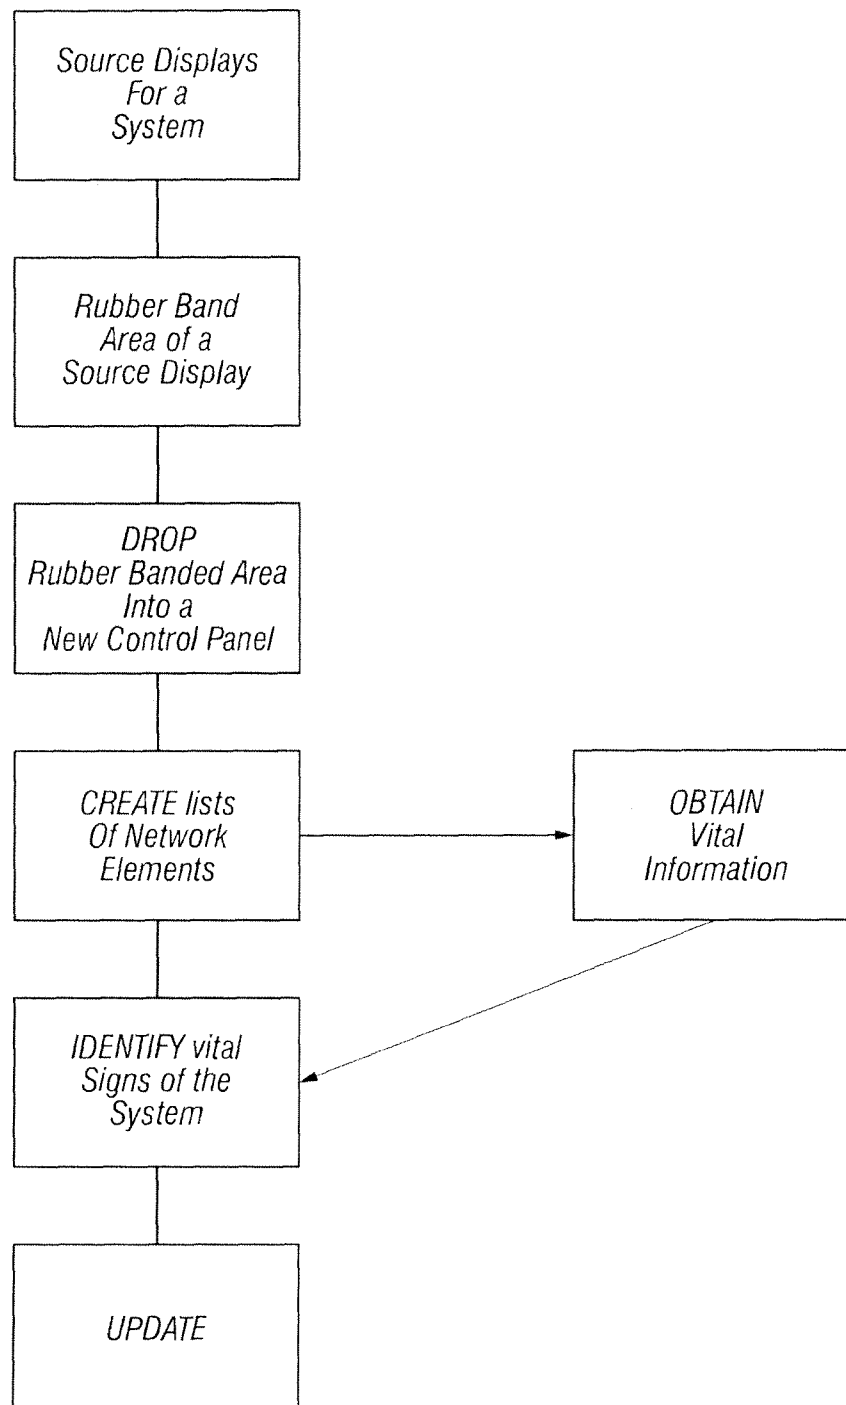 Source Displays
For a
System
Rubber Band
Area of a
Source Display
DROP
Rubber Banded Area
Into a
New Control Panel
CREATE lists
Of Network
Elements
OBTAIN
Vital
Information
IDENTIFY vital
Signs of the
System
UPDATE